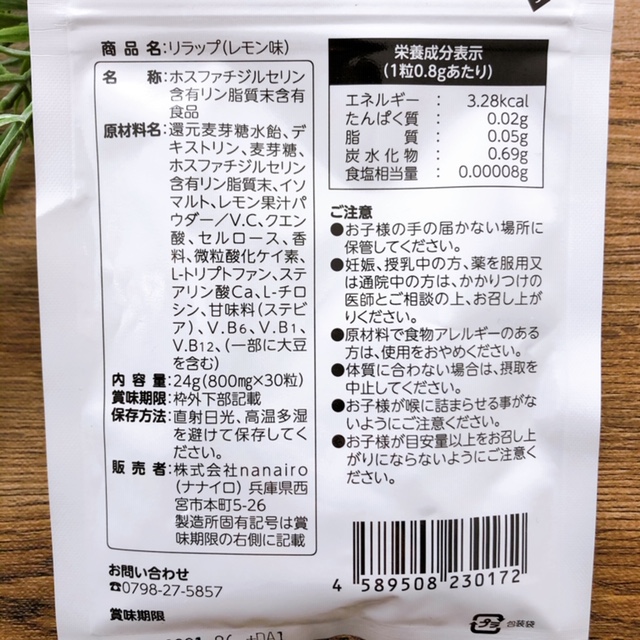 商品名：リラップ(レモン味)
名称：ホスファチジルセリン
含有リン脂質末含有
食品
原材料名：還元麦芽糖水飴、デ
キストリン、麦芽糖、
ホスファチジルセリン
含有リン脂質末、イソ
マルト、レモン果汁パ
ウダー／V.C、クエン
酸、セルロース、香
料、微粒酸化ケイ素、
L-トリプトファン、ステ
アリン酸Ca、L-チロ
シン、甘味料(ステビ
ア)、V.B6、V.B1、
V.B12、(一部に大豆
を含む)
内容量：24g(800mg×30粒)
賞味期限：枠外下部記載
保存方法：直射日光、高温多湿
を避けて保存してく
ださい。
販売者：株式会社nanairo
(ナナイロ) 兵庫県西
宮市本町5-26
製造所固有記号は賞
味期限の右側に記載
お問い合わせ
☎0798-27-5857
賞味期限
栄養成分表示
(1粒0.8gあたり)
エネルギー：3.28kcal
たんぱく質：0.02g
脂質：0.05g
炭水化物：0.69g
食塩相当量：0.00008g
ご注意
●お子様の手の届かない場所に
保管してください。
●妊娠、授乳中の方、薬を服用又
は通院中の方は、かかりつけの
医師とご相談の上、お召し上が
りください。
●原材料で食物アレルギーのある
方は、使用をおやめください。
●体質に合わない場合は、摂取を
中止してください。
●お子様が喉に詰まらせる事がな
いようにご注意ください。
●お子様が目安量以上をお召し上
がりにならないようにご注意く
ださい。
4 589508 230172
プラ 包装袋